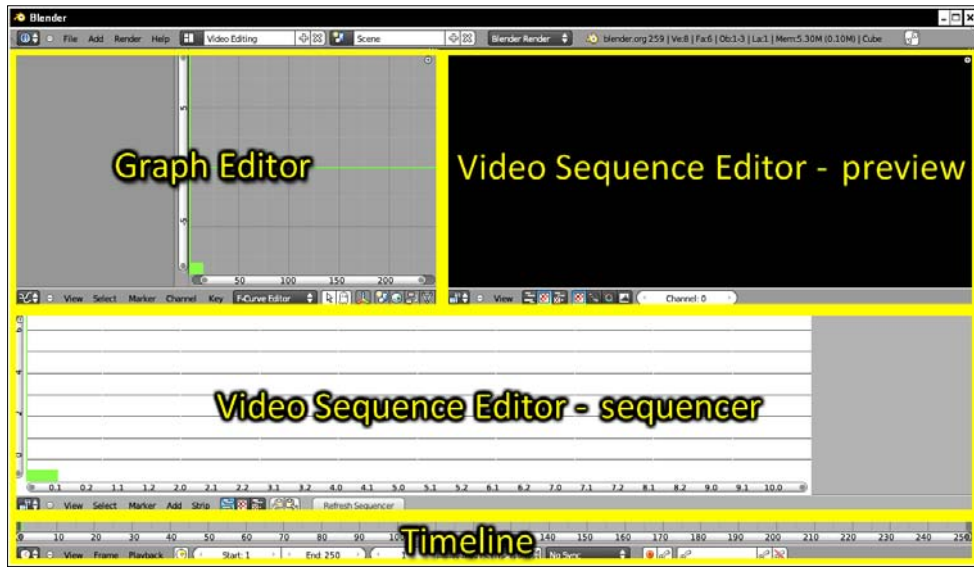 Blender
File Add Render Help Video Editing Scene Blender Render blender.org 259 | Ve:8 | Fa:6 | Ob:1-3 | La:1 | Mem:5.30M (0.10M) | Cube
5
Graph Editor
Video Sequence Editor - preview
-5
50 100 150 200
View Select Marker Channel Key F-Curve Editor
View Channel: 0
Video Sequence Editor - sequencer
0.1 0.2 1.1 1.2 2.0 2.1 2.2 3.1 3.2 4.0 4.1 5.0 5.1 5.2 6.1 6.2 7.0 7.1 7.2 8.1 8.2 9.0 9.1 10.0
View Select Marker Add Strip Refresh Sequencer
0 10 20 30 40 50 60 70 80 90 140 150 160 170 180 190 200 210 220 230 240 250
Timeline
View Frame Playback Start: 1 End: 250 No Sync